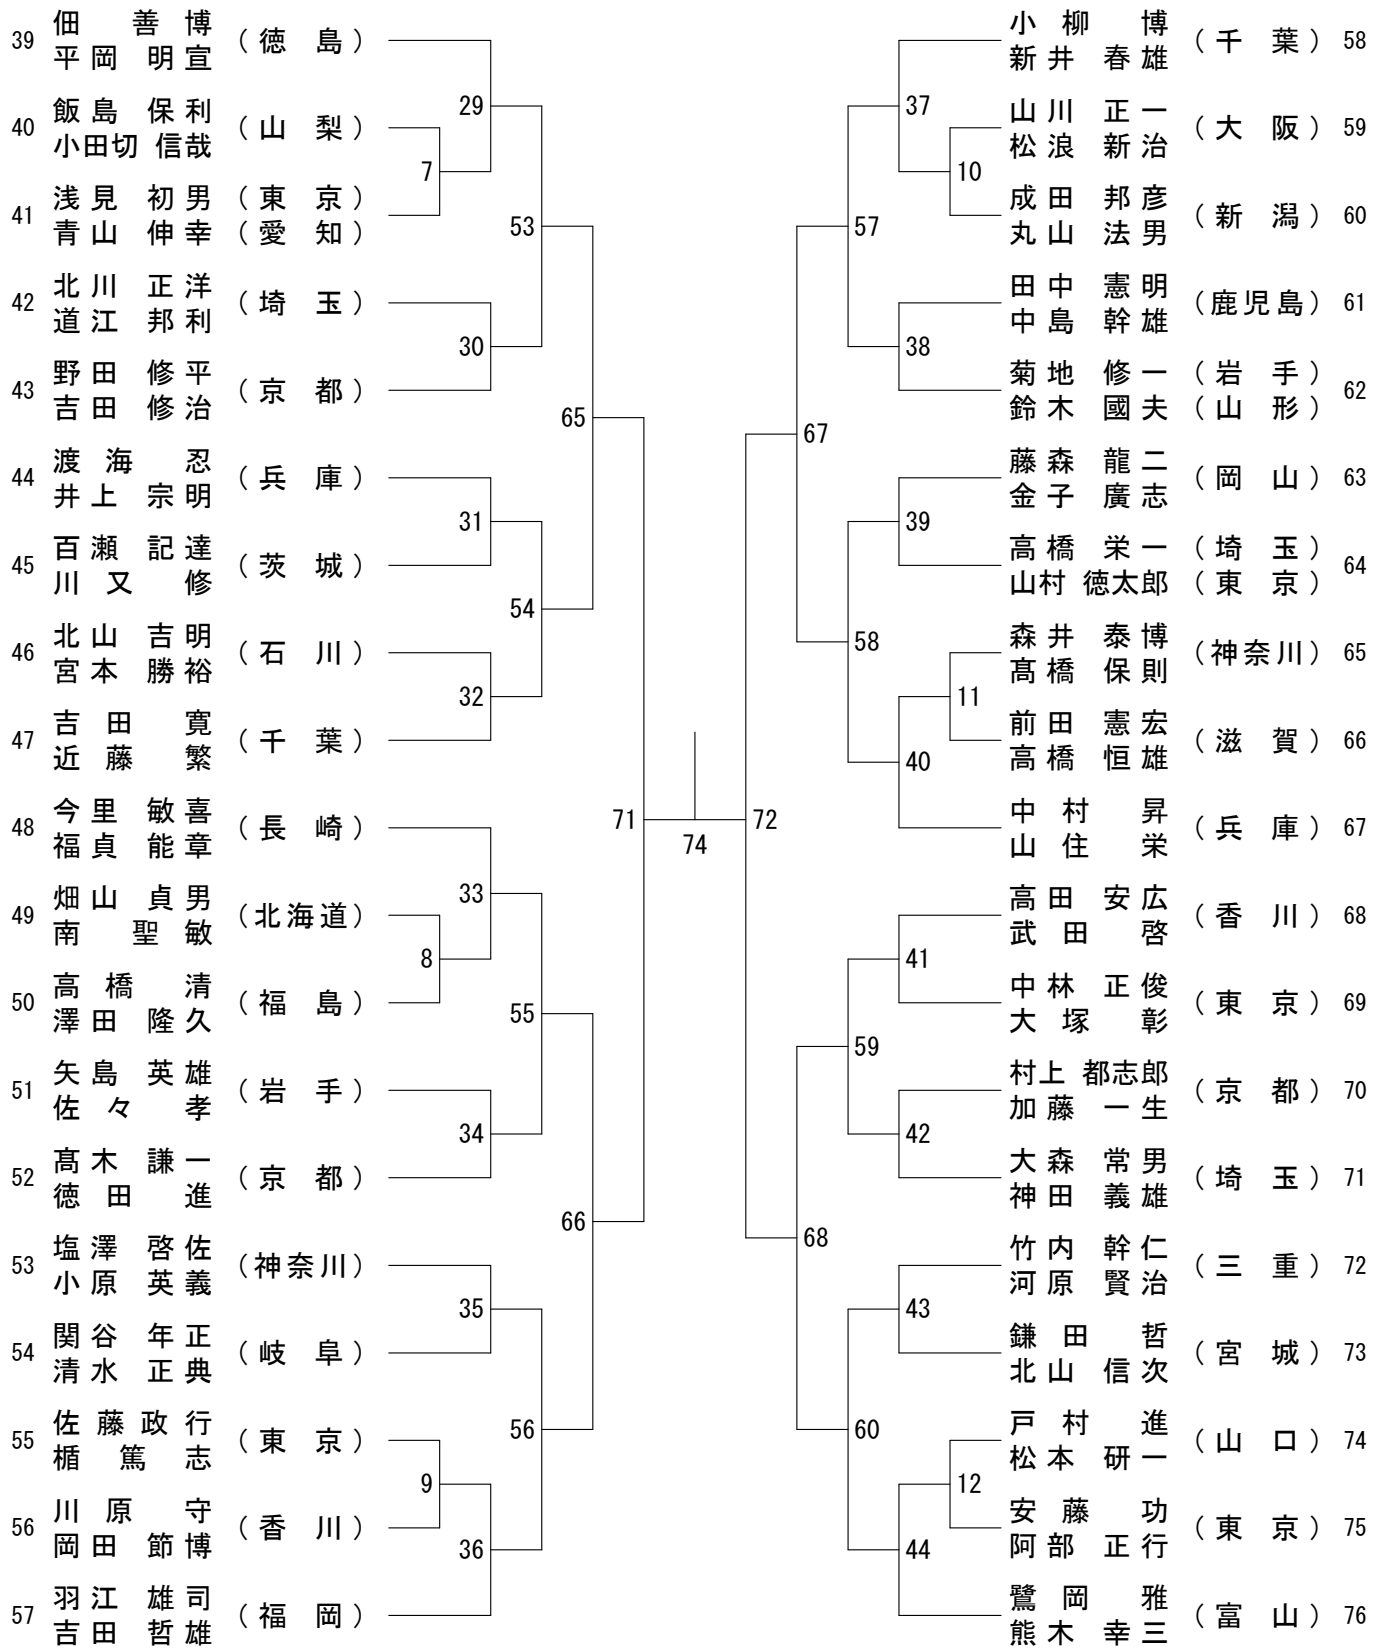 39 佃 善博 (徳島)
平岡 明宣
40 飯島 保利 (山梨)
小田切 信哉
41 浅見 初男 (東京)
青山 伸幸 (愛知)
42 北川 正洋 (埼玉)
道江 邦利
43 野田 修平 (京都)
吉田 修治
44 渡海 忍 (兵庫)
井上 宗明
45 百瀬 記達 (茨城)
川又 修
46 北山 吉明 (石川)
宮本 勝裕
47 吉田 寛 (千葉)
近藤 繁
48 今里 敏喜 (長崎)
福貞 能章
49 畑山 貞男 (北海道)
南 聖敏
50 高橋 清 (福島)
澤田 隆久
51 矢島 英雄 (岩手)
佐々 孝
52 髙木 謙一 (京都)
徳田 進
53 塩澤 啓佐 (神奈川)
小原 英義
54 関谷 年正 (岐阜)
清水 正典
55 佐藤 政行 (東京)
楯 篤志
56 川原 守 (香川)
岡田 節博
57 羽江 雄司 (福岡)
吉田 哲雄
29
7
53
30
65
31
54
32
71
33
8
55
34
66
35
56
9
36
74
72
37
10
57
38
67
39
58
11
40
41
59
42
68
43
60
12
44
小柳 博 (千葉) 58
新井 春雄
山川 正一 (大阪) 59
松浪 新治
成田 邦彦 (新潟) 60
丸山 法男
田中 憲明 (鹿児島) 61
中島 幹雄
菊地 修一 (岩手) 62
鈴木 國夫 (山形)
藤森 龍二 (岡山) 63
金子 廣志
高橋 栄一 (埼玉) 64
山村 徳太郎 (東京)
森井 泰博 (神奈川) 65
髙橋 保則
前田 憲宏 (滋賀) 66
高橋 恒雄
中村 昇 (兵庫) 67
山住 栄
高田 安広 (香川) 68
武田 啓
中林 正俊 (東京) 69
大塚 彰
村上 都志郎 (京都) 70
加藤 一生
大森 常男 (埼玉) 71
神田 義雄
竹内 幹仁 (三重) 72
河原 賢治
鎌田 哲 (宮城) 73
北山 信次
戸村 進 (山口) 74
松本 研一
安藤 功 (東京) 75
阿部 正行
鷺岡 雅 (富山) 76
熊木 幸三